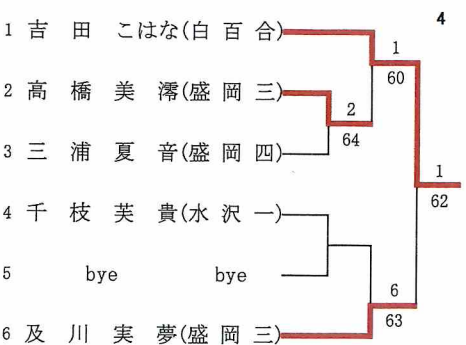 4
1 吉田 こはな(白百合)
1
60
2 高橋美澪(盛岡三)
2
64
3 三浦夏音(盛岡四)
1
62
4 千枝芙貴(水沢一)
5 bye bye
6
63
6 及川実夢(盛岡三)